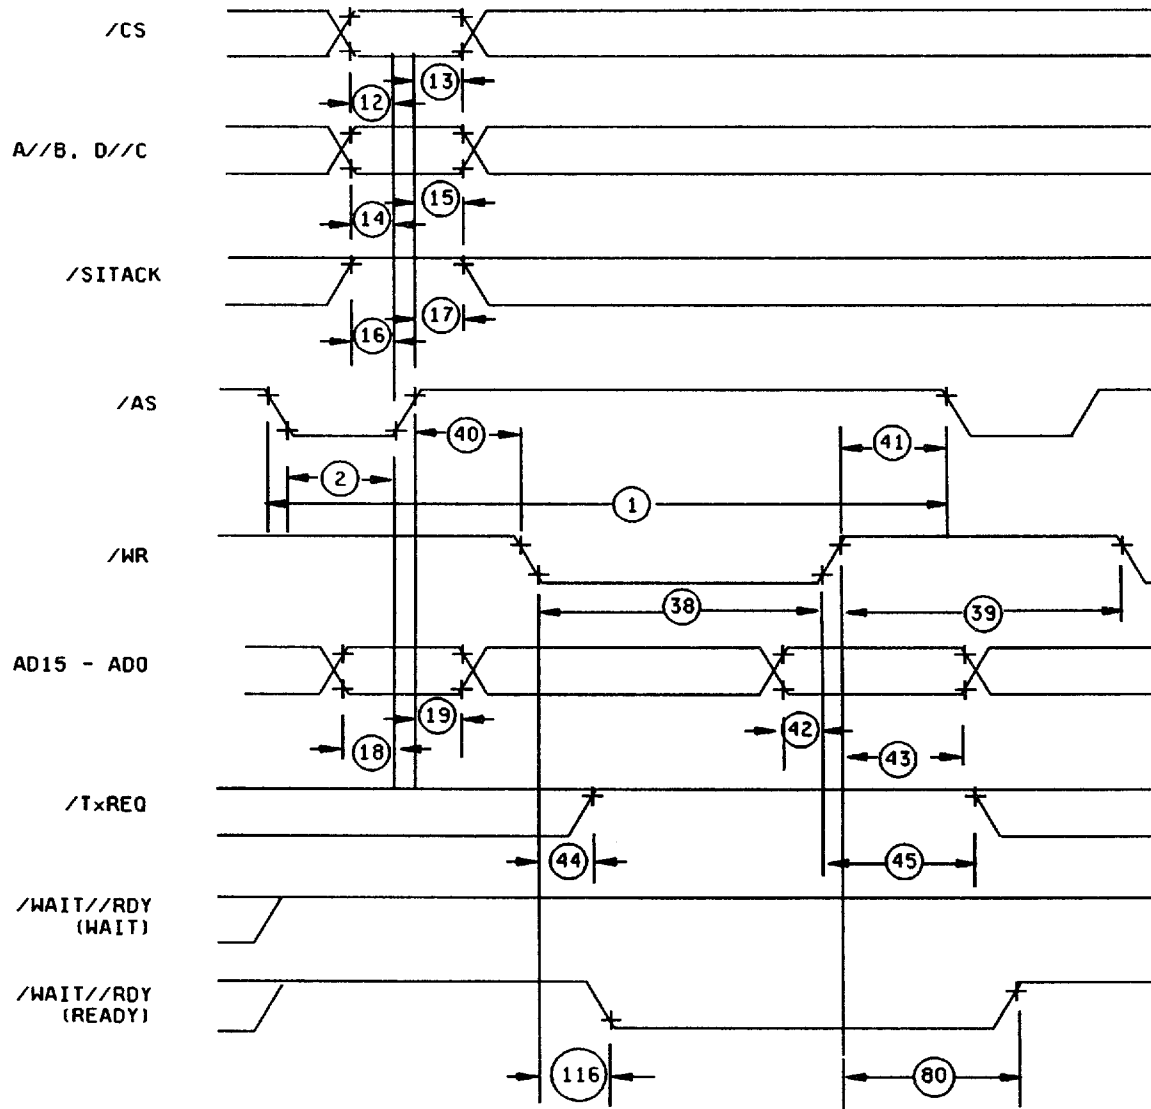 /CS
13
12
A//B, D//C
15
14
/SITACK
17
16
/AS
40
41
2
1
/WR
38
39
AD15 - AD0
19
42
18
43
/TxREQ
44
45
/WAIT//RDY
(WAIT)
/WAIT//RDY
(READY)
116
80